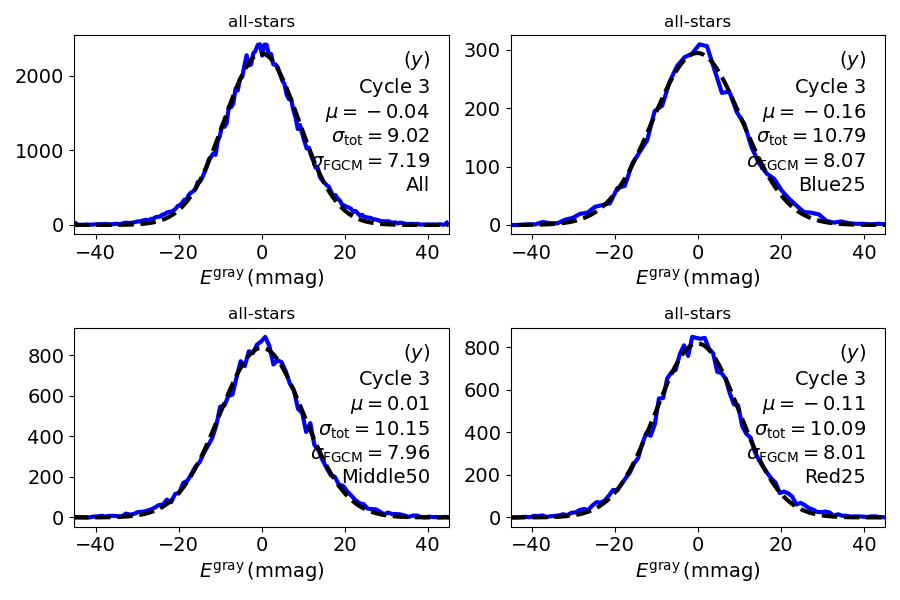 all-stars
(y)
Cycle 3
μ = −0.04
σtot = 9.02
σFGCM = 7.19
All
2000
1000
0
−40 −20 0 20 40
Egray (mmag)
all-stars
(y)
Cycle 3
μ = −0.16
σtot = 10.79
σFGCM = 8.07
Blue25
300
200
100
0
−40 −20 0 20 40
Egray (mmag)
all-stars
(y)
Cycle 3
μ = 0.01
σtot = 10.15
σFGCM = 7.96
Middle50
800
600
400
200
0
−40 −20 0 20 40
Egray (mmag)
all-stars
(y)
Cycle 3
μ = −0.11
σtot = 10.09
σFGCM = 8.01
Red25
800
600
400
200
0
−40 −20 0 20 40
Egray (mmag)